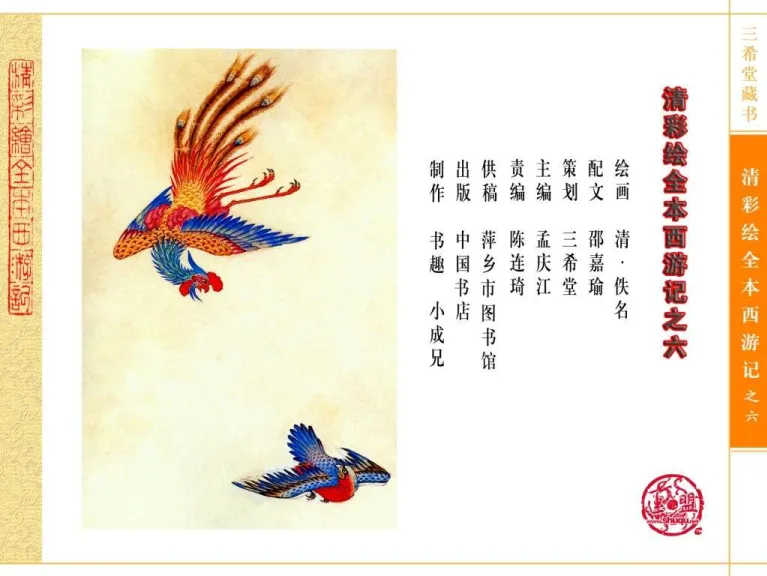 三希堂藏书
清彩绘全本西游记之六
清彩绘全本西游记之六
绘画 清·佚名
配文 邵嘉瑜
策划 三希堂
主编 孟庆江
责编 陈连琦
供稿 萍乡市图书馆
出版 中国书店
制作 书趣 小成兄
清彩繪全本西游記
盟
www.shuqu.net